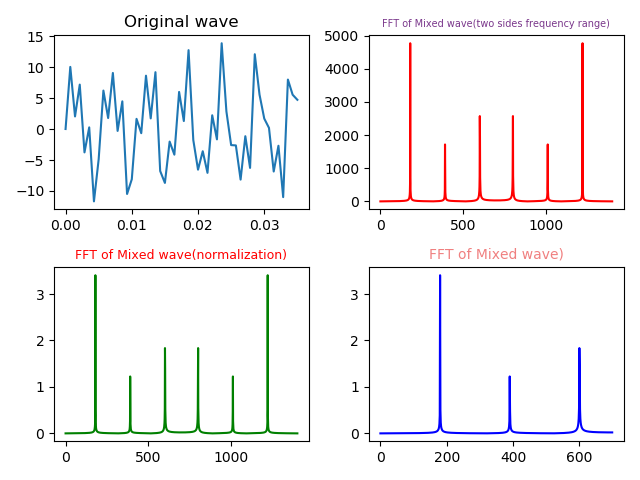 Original wave
15
10
5
0
−5
−10
0.00 0.01 0.02 0.03
FFT of Mixed wave(two sides frequency range)
5000
4000
3000
2000
1000
0
0 500 1000
FFT of Mixed wave(normalization)
3
2
1
0
0 500 1000
FFT of Mixed wave)
3
2
1
0
0 200 400 600